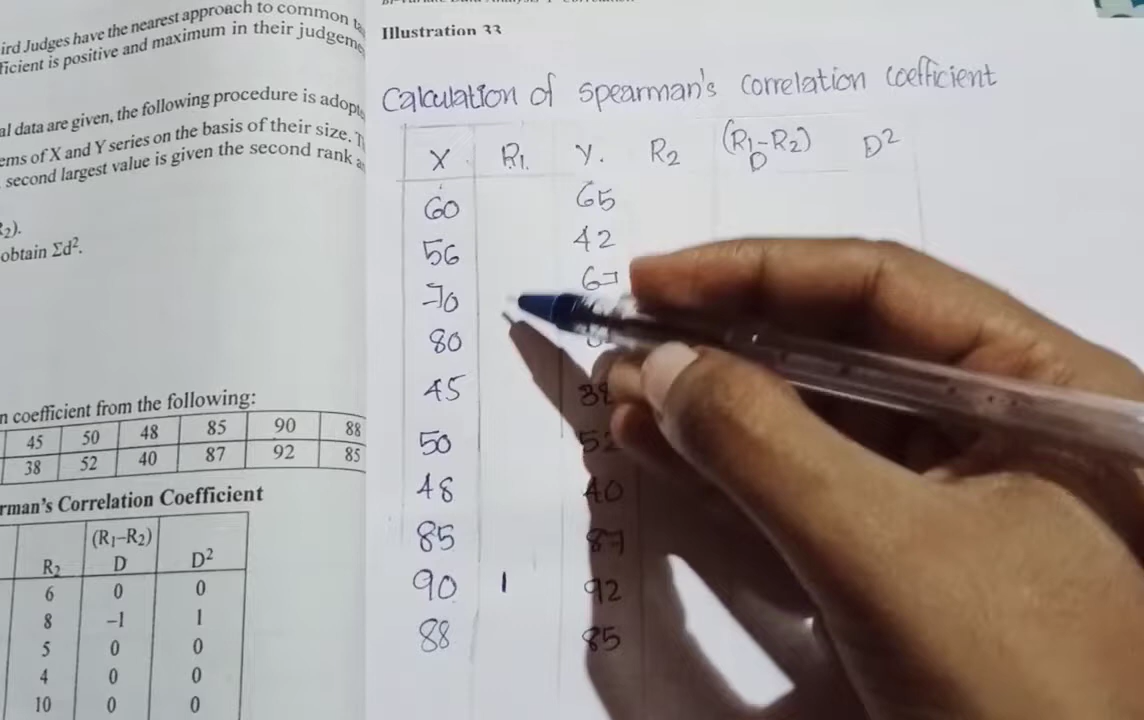 ird Judges have the nearest approach to common
ficient is positive and maximum in their
al data are given, the following procedure is
ems of X and Y series on the basis of their size.
second largest value is given the second rank
obtain Σd².
n coefficient from the following:
45 50 48 85 90 88
38 52 40 87 92 85
rman's Correlation Coefficient
R₂ (R₁–R₂) D D²
6 0 0
8 –1 1
5 0 0
4 0 0
10 0 0
Illustration 33
Calculation of Spearman's correlation coefficient
X R₁ Y. R₂ (R₁-R₂) D D²
60 65
56 42
70 67
80
45 38
50 52
48 40
85 87
90 1 92
88 85